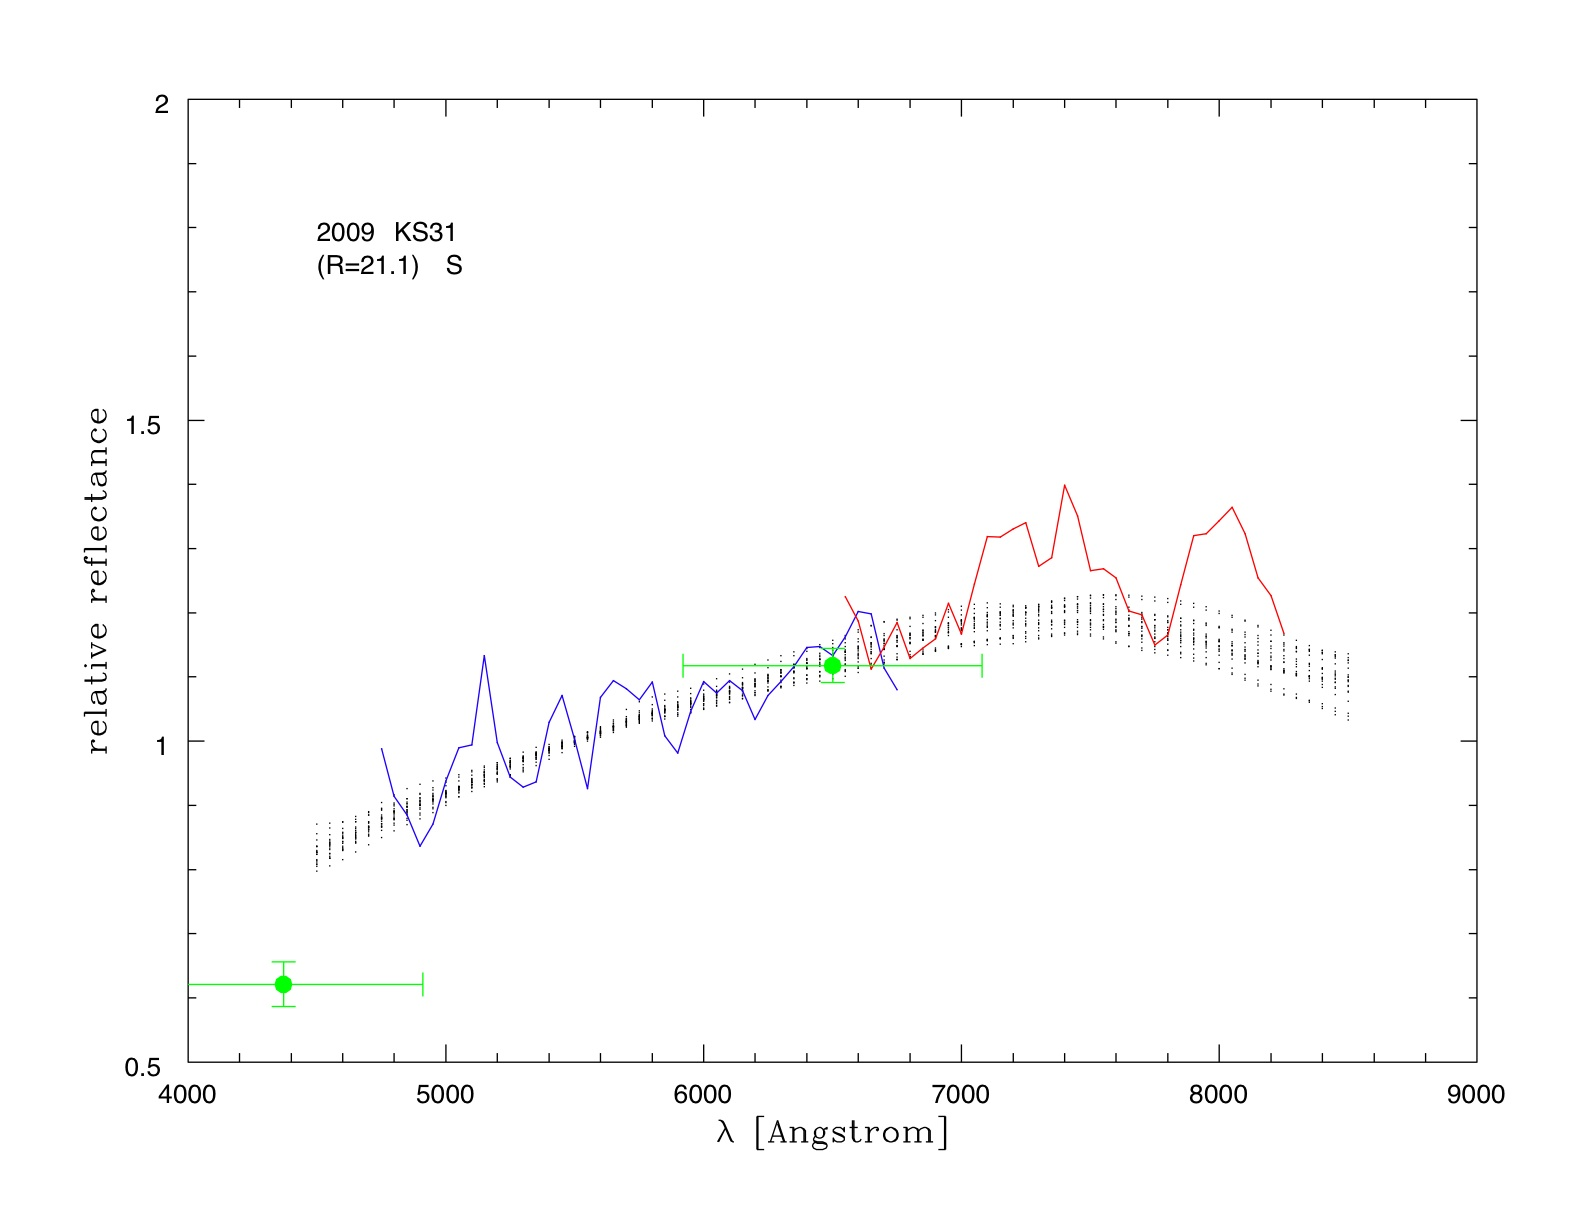 2
2009 KS31
(R=21.1) S
1.5
relative reflectance
1
0.5
4000 5000 6000 7000 8000 9000
λ [Angstrom]